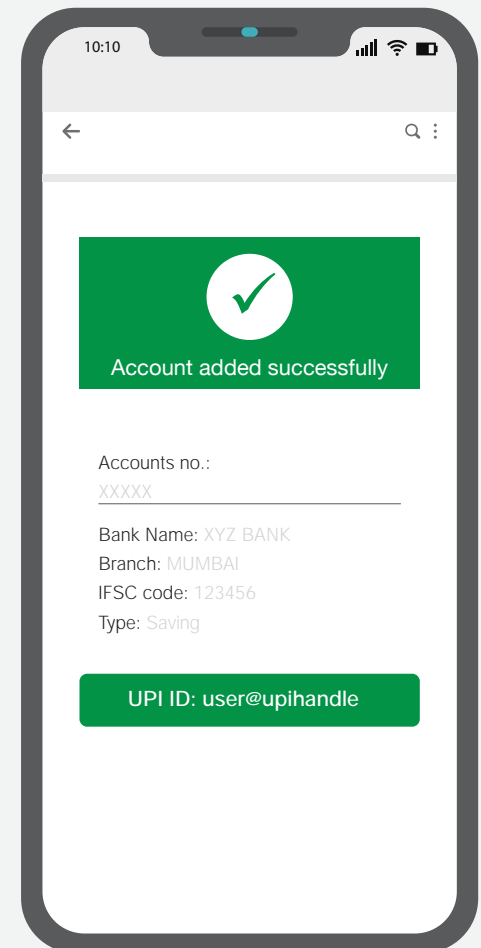 10:10
Account added successfully
Accounts no.:
XXXXX
Bank Name: XYZ BANK
Branch: MUMBAI
IFSC code: 123456
Type: Saving
UPI ID: user@upihandle